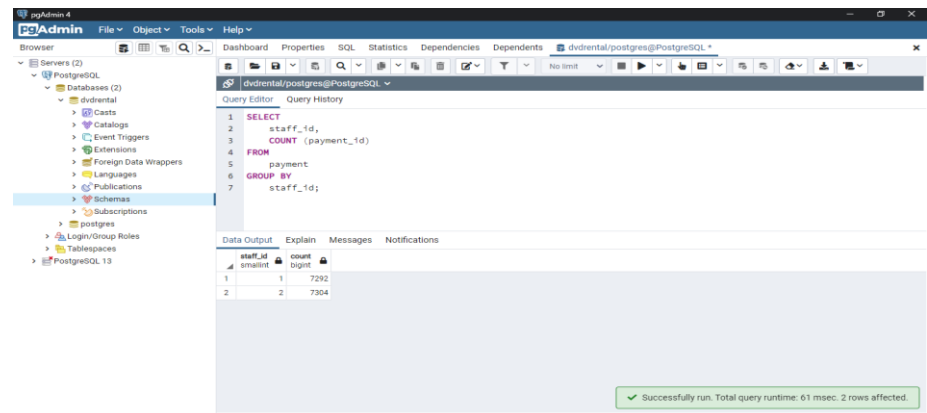 pgAdmin 4
pgAdmin File Object Tools Help
Browser
Dashboard Properties SQL Statistics Dependencies Dependents dvdrental/postgres@PostgreSQL *
Servers (2)
PostgreSQL
Databases (2)
dvdrental
Casts
Catalogs
Event Triggers
Extensions
Foreign Data Wrappers
Languages
Publications
Schemas
Subscriptions
postgres
Login/Group Roles
Tablespaces
PostgreSQL 13
No limit
dvdrental/postgres@PostgreSQL
Query Editor Query History
1 SELECT
2 staff_id,
3 COUNT (payment_id)
4 FROM
5 payment
6 GROUP BY
7 staff_id;
Data Output Explain Messages Notifications
staff_id count
smallint bigint
1 1 7292
2 2 7304
Successfully run. Total query runtime: 61 msec. 2 rows affected.